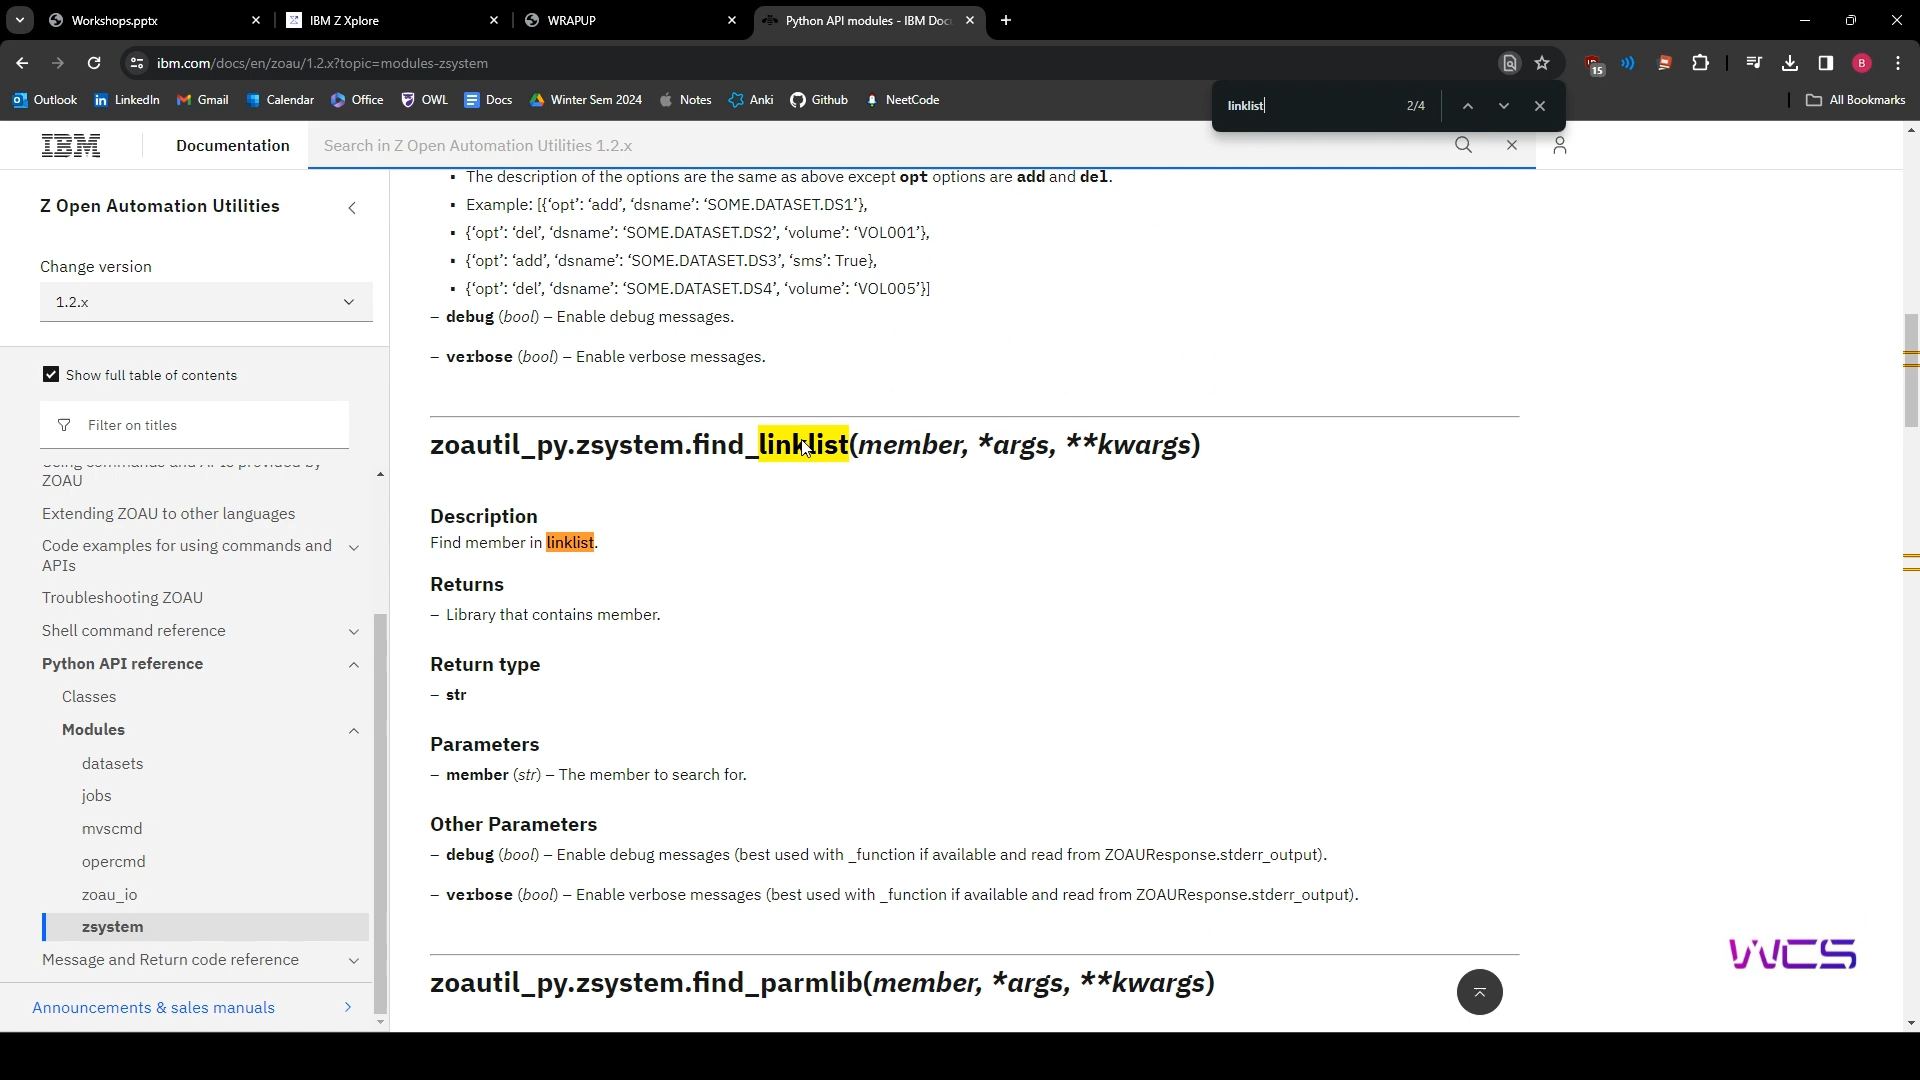 Workshops.pptx
IBM Z Xplore
WRAPUP
Python API modules - IBM Doc
ibm.com/docs/en/zoau/1.2.x?topic=modules-zsystem
15
B
Outlook LinkedIn Gmail Calendar Office OWL Docs Winter Sem 2024 Notes Anki Github NeetCode
linklist 2/4
All Bookmarks
IBM Documentation Search in Z Open Automation Utilities 1.2.x
Z Open Automation Utilities
Change version
1.2.x
Show full table of contents
Filter on titles
Using commands and APIs provided by
ZOAU
Extending ZOAU to other languages
Code examples for using commands and
APIs
Troubleshooting ZOAU
Shell command reference
Python API reference
Classes
Modules
datasets
jobs
mvscmd
opercmd
zoau_io
zsystem
Message and Return code reference
Announcements & sales manuals
▪ The description of the options are the same as above except opt options are add and del.
▪ Example: [{‘opt’: ‘add’, ‘dsname’: ‘SOME.DATASET.DS1’},
▪ {‘opt’: ‘del’, ‘dsname’: ‘SOME.DATASET.DS2’, ‘volume’: ‘VOL001’},
▪ {‘opt’: ‘add’, ‘dsname’: ‘SOME.DATASET.DS3’, ‘sms’: True},
▪ {‘opt’: ‘del’, ‘dsname’: ‘SOME.DATASET.DS4’, ‘volume’: ‘VOL005’}]
– debug (bool) – Enable debug messages.
– verbose (bool) – Enable verbose messages.
zoautil_py.zsystem.find_linklist(member, *args, **kwargs)
Description
Find member in linklist.
Returns
– Library that contains member.
Return type
– str
Parameters
– member (str) – The member to search for.
Other Parameters
– debug (bool) – Enable debug messages (best used with _function if available and read from ZOAUResponse.stderr_output).
– verbose (bool) – Enable verbose messages (best used with _function if available and read from ZOAUResponse.stderr_output).
zoautil_py.zsystem.find_parmlib(member, *args, **kwargs)
WCS